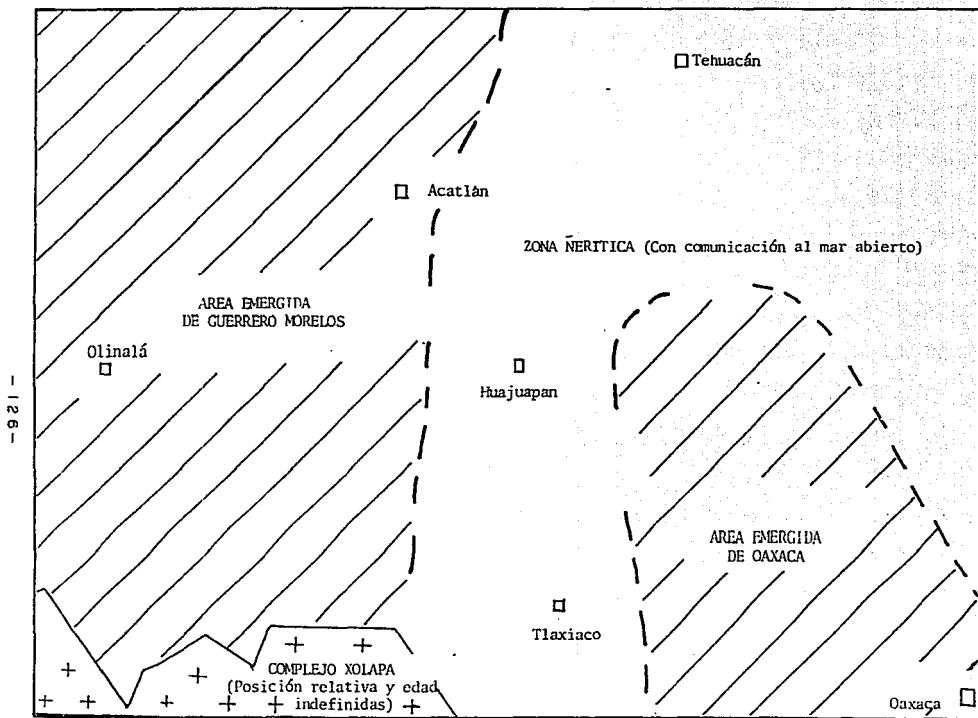 Tehuacán
Acatlán
ZONA ÑERITICA (Con comunicación al mar abierto)
AREA EMERGIDA
DE GUERRERO MORELOS
Olinalá
Huajuapan
- 126 -
AREA EMERGIDA
DE OAXACA
Tlaxiaco
COMPLEJO XOLAPA
(Posición relativa y edad
indefinidas)
Oaxaca